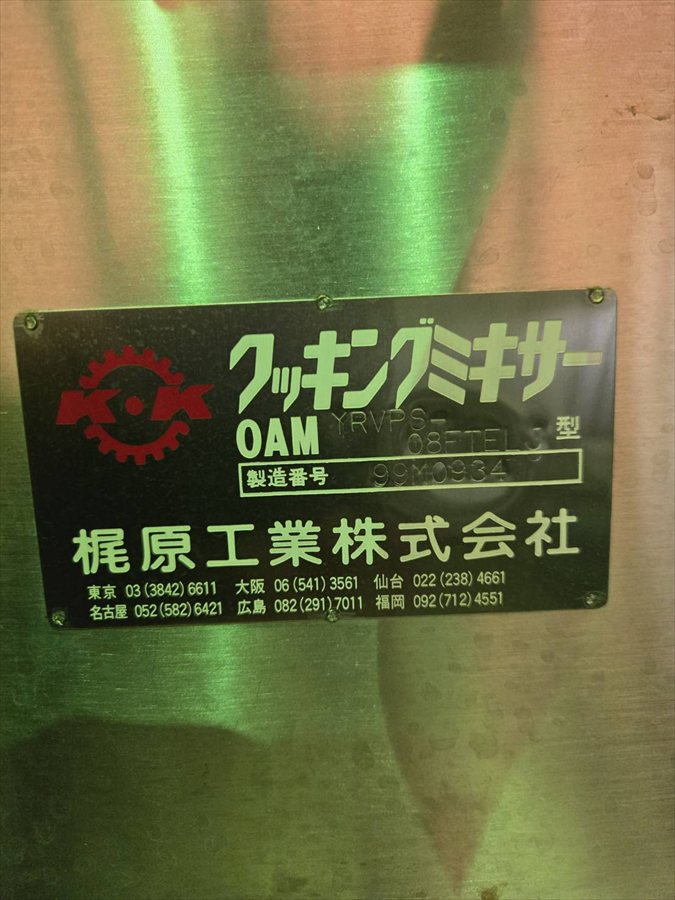 クッキングミキサー
K・K
OAM YRVPS-
08FTEL 型
製造番号 99M0934
梶原工業株式会社
東京 03(3842)6611 大阪 06(541)3561 仙台 022(238)4661
名古屋 052(582)6421 広島 082(291)7011 福岡 092(712)4551